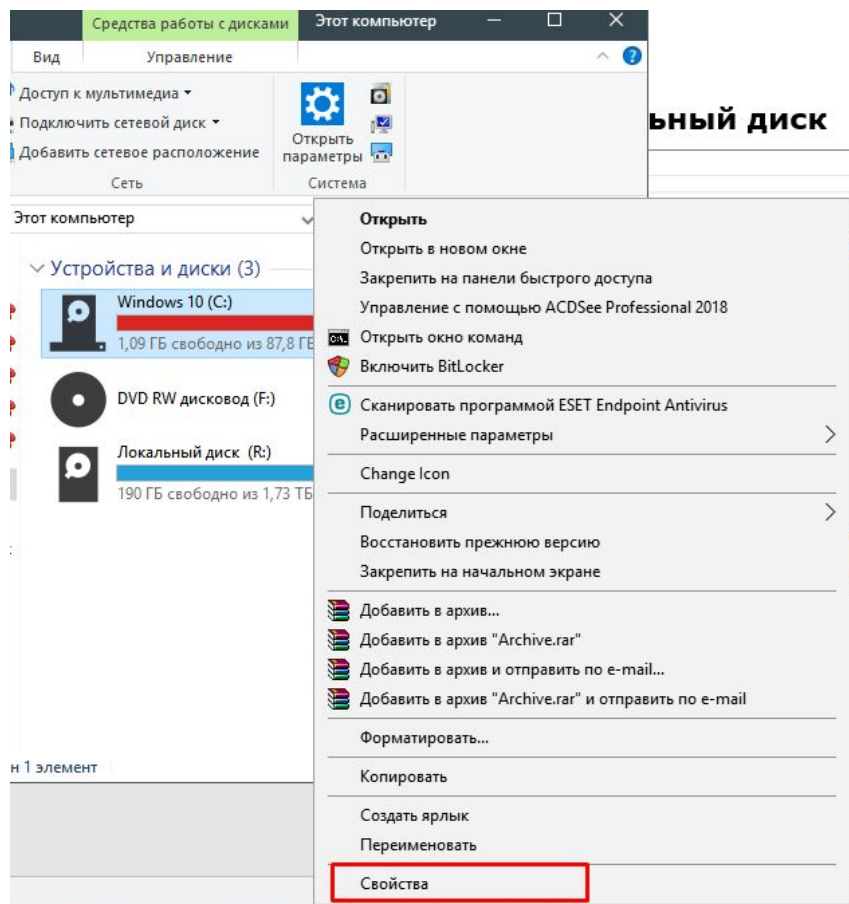 Средства работы с дисками
Этот компьютер
Вид
Управление
Доступ к мультимедиа
Подключить сетевой диск
Добавить сетевое расположение
Сеть
Открыть
параметры
Система
ьный диск
Этот компьютер
Устройства и диски (3)
Windows 10 (C:)
1,09 ГБ свободно из 87,8 ГБ
DVD RW дисковод (F:)
Локальный диск (R:)
190 ГБ свободно из 1,73 ТБ
н 1 элемент
Открыть
Открыть в новом окне
Закрепить на панели быстрого доступа
Управление с помощью ACDSee Professional 2018
Открыть окно команд
Включить BitLocker
Сканировать программой ESET Endpoint Antivirus
Расширенные параметры
Change Icon
Поделиться
Восстановить прежнюю версию
Закрепить на начальном экране
Добавить в архив...
Добавить в архив "Archive.rar"
Добавить в архив и отправить по e-mail...
Добавить в архив "Archive.rar" и отправить по e-mail
Форматировать...
Копировать
Создать ярлык
Переименовать
Свойства